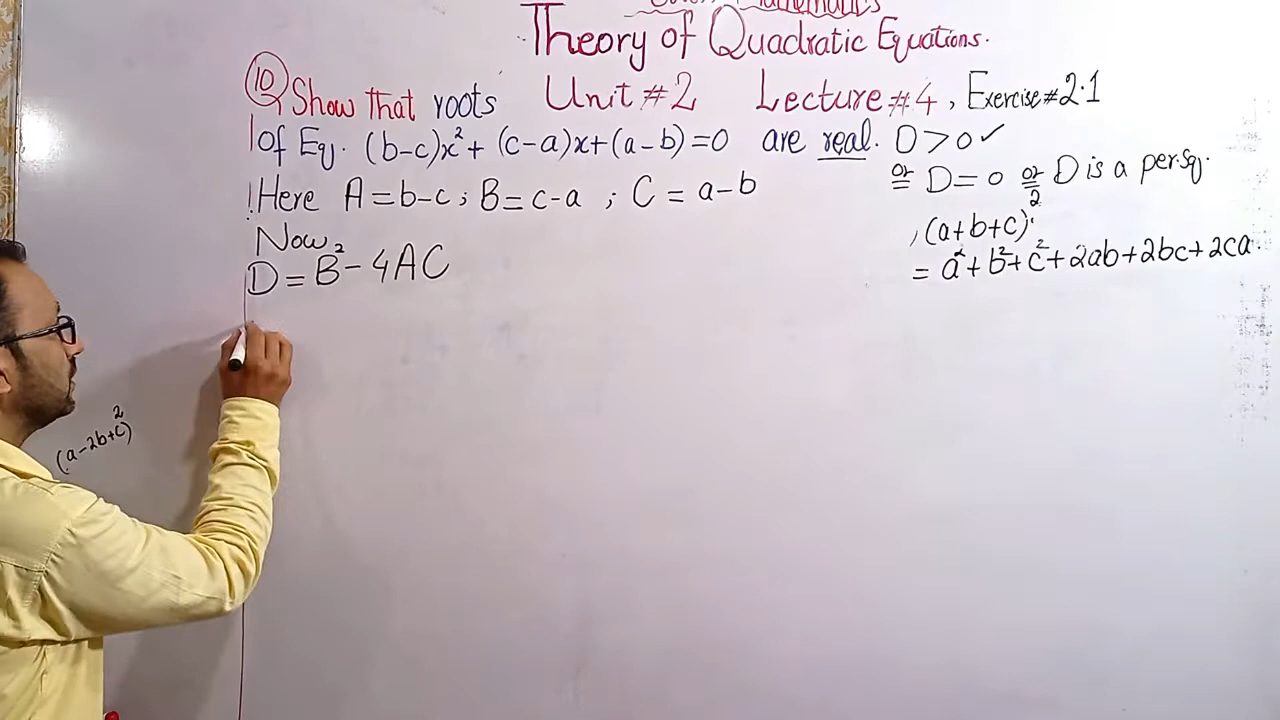 Theory of Quadratic Equations.
Unit #2 Lecture #4, Exercise #2.1
10 Show that roots
of Eq. (b-c)x²+(c-a)x+(a-b)=0 are real. D>0✓
or D=0 or D is a per.sq.
Here A=b-c; B=c-a ; C=a-b
, (a+b+c)²
= a²+b²+c²+2ab+2bc+2ca.
Now
D=B²-4AC
(a-2b+c)²